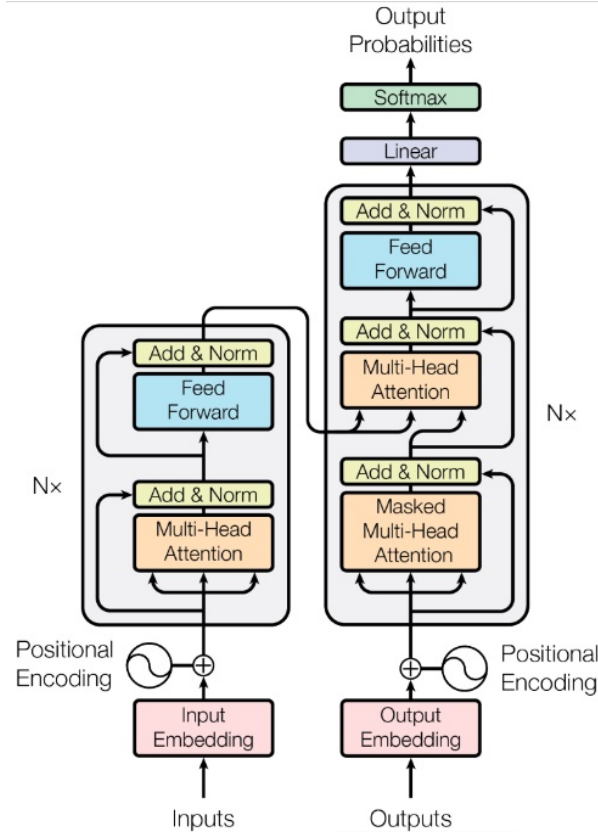 Output
Probabilities
Softmax
Linear
Add & Norm
Feed
Forward
Add & Norm
Multi-Head
Attention
Add & Norm
Masked
Multi-Head
Attention
N×
Add & Norm
Feed
Forward
Add & Norm
Multi-Head
Attention
N×
Positional
Encoding
Input
Embedding
Inputs
Positional
Encoding
Output
Embedding
Outputs